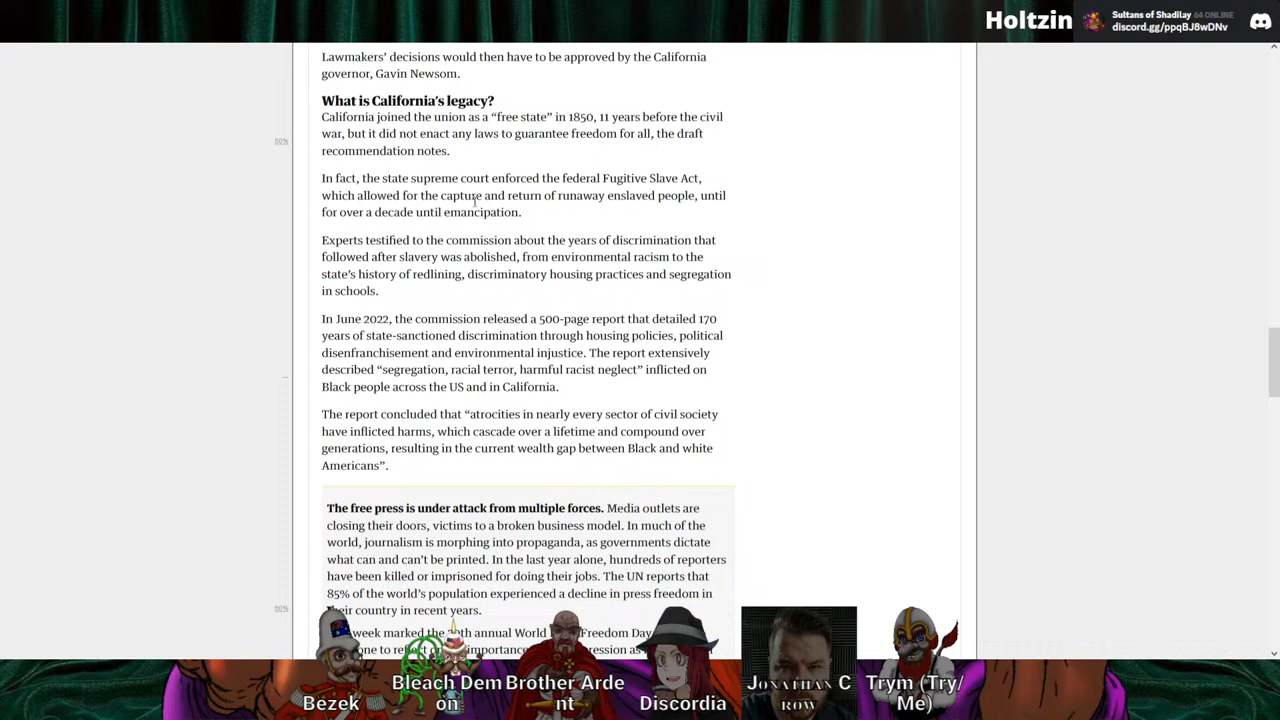 Holtzin
Sultans of Shadilay 64 ONLINE
discord.gg/ppqBJ8wDNv
Lawmakers’ decisions would then have to be approved by the California
governor, Gavin Newsom.
What is California’s legacy?
California joined the union as a “free state” in 1850, 11 years before the civil
war, but it did not enact any laws to guarantee freedom for all, the draft
recommendation notes.
50%
In fact, the state supreme court enforced the federal Fugitive Slave Act,
which allowed for the capture and return of runaway enslaved people, until
for over a decade until emancipation.
Experts testified to the commission about the years of discrimination that
followed after slavery was abolished, from environmental racism to the
state’s history of redlining, discriminatory housing practices and segregation
in schools.
In June 2022, the commission released a 500-page report that detailed 170
years of state-sanctioned discrimination through housing policies, political
disenfranchisement and environmental injustice. The report extensively
described “segregation, racial terror, harmful racist neglect” inflicted on
Black people across the US and in California.
The report concluded that “atrocities in nearly every sector of civil society
have inflicted harms, which cascade over a lifetime and compound over
generations, resulting in the current wealth gap between Black and white
Americans”.
The free press is under attack from multiple forces. Media outlets are
closing their doors, victims to a broken business model. In much of the
world, journalism is morphing into propaganda, as governments dictate
what can and can’t be printed. In the last year alone, hundreds of reporters
have been killed or imprisoned for doing their jobs. The UN reports that
85% of the world’s population experienced a decline in press freedom in
their country in recent years.
week marked the 30th annual World Freedom Day
one to reflect importance
Bezek
Bleach Dem
on
Brother Arde
nt
Discordia
Jonathan C
row
Trym (Try/
Me)